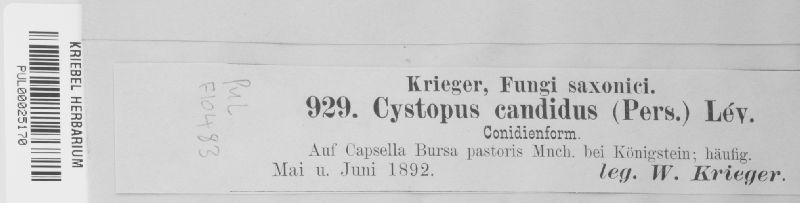 KRIEBEL HERBARIUM
PUL00025170
PUL
F10483
Krieger, Fungi saxonici.
929. Cystopus candidus (Pers.) Lév.
Conidienform.
Auf Capsella Bursa pastoris Mnch. bei Königstein; häufig.
Mai u. Juni 1892. leg. W. Krieger.